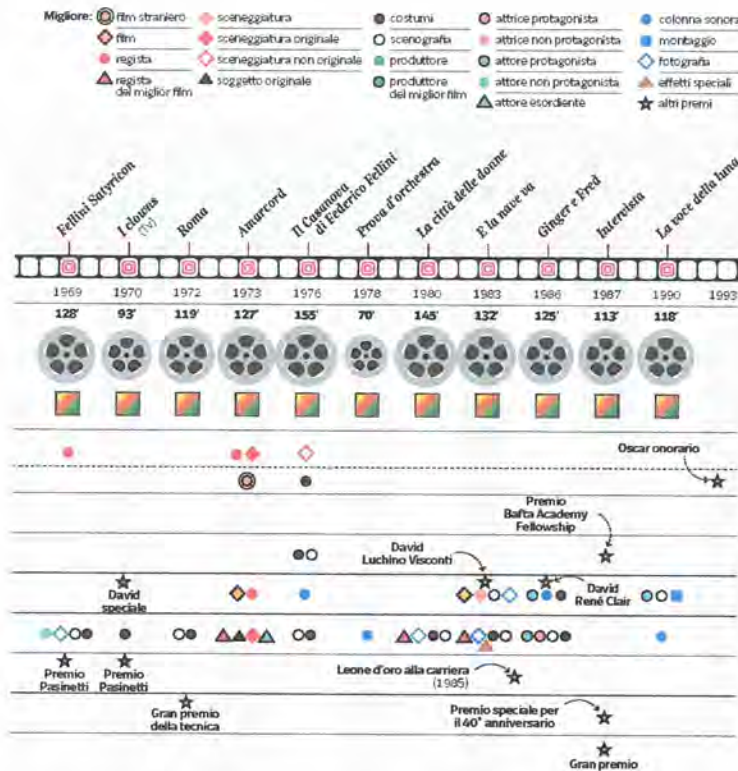 Migliore:
film straniero
film
regista
regista
del miglior film
sceneggiatura
sceneggiatura originale
sceneggiatura non originale
soggetto originale
costumi
scenografia
produttore
produttore
del miglior film
attrice protagonista
attrice non protagonista
attore protagonista
attore non protagonista
attore esordiente
colonna sonora
montaggio
fotografia
effetti speciali
altri premi
Fellini Satyricon
I clowns
(Tv)
Roma
Amarcord
Il Casanova
di Federico Fellini
Prova d'orchestra
La città delle donne
E la nave va
Ginger e Fred
Intervista
La voce della luna
1969 1970 1972 1973 1976 1978 1980 1983 1986 1987 1990 1993
128' 93' 119' 127' 155' 70' 145' 132' 125' 113' 118'
Oscar onorario
Premio
Bafta Academy
Fellowship
David
Luchino Visconti
David
speciale
David
René Clair
Premio
Pasinetti
Premio
Pasinetti
Leone d'oro alla carriera
(1985)
Gran premio
della tecnica
Premio speciale per
il 40° anniversario
Gran premio